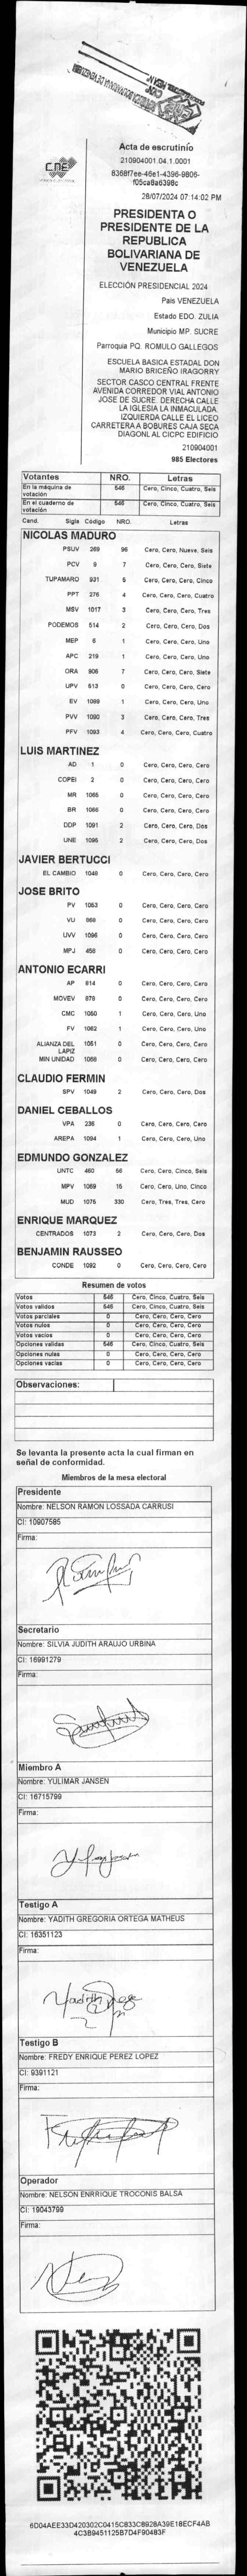 CNE
Acta de escrutinio
210904001.04.1.0001
8368f7ee-46e1-4396-9806-
f05ca8a6398c
28/07/2024 07:14:02 PM
PRESIDENTA O
PRESIDENTE DE LA
REPUBLICA
BOLIVARIANA DE
VENEZUELA
ELECCIÓN PRESIDENCIAL 2024
Pais VENEZUELA
Estado EDO. ZULIA
Municipio MP. SUCRE
Parroquia PQ. ROMULO GALLEGOS
ESCUELA BASICA ESTADAL DON
MARIO BRICEÑO IRAGORRY
SECTOR CASCO CENTRAL FRENTE
AVENIDA CORREDOR VIAL ANTONIO
JOSE DE SUCRE. DERECHA CALLE
LA IGLESIA LA INMACULADA.
IZQUIERDA CALLE EL LICEO
CARRETERA A BOBURES CAJA SECA
DIAGONL AL CICPC EDIFICIO
210904001
985 Electores
Votantes NRO. Letras
En la máquina de votación 546 Cero, Cinco, Cuatro, Seis
En el cuaderno de votación 546 Cero, Cinco, Cuatro, Seis
Cand. Sigla Código NRO. Letras
NICOLAS MADURO
PSUV 269 96 Cero, Cero, Nueve, Seis
PCV 9 7 Cero, Cero, Cero, Siete
TUPAMARO 931 5 Cero, Cero, Cero, Cinco
PPT 276 4 Cero, Cero, Cero, Cuatro
MSV 1017 3 Cero, Cero, Cero, Tres
PODEMOS 514 2 Cero, Cero, Cero, Dos
MEP 6 1 Cero, Cero, Cero, Uno
APC 219 1 Cero, Cero, Cero, Uno
ORA 906 7 Cero, Cero, Cero, Siete
UPV 613 0 Cero, Cero, Cero, Cero
EV 1089 1 Cero, Cero, Cero, Uno
PVV 1090 3 Cero, Cero, Cero, Tres
PFV 1093 4 Cero, Cero, Cero, Cuatro
LUIS MARTINEZ
AD 1 0 Cero, Cero, Cero, Cero
COPEI 2 0 Cero, Cero, Cero, Cero
MR 1065 0 Cero, Cero, Cero, Cero
BR 1066 0 Cero, Cero, Cero, Cero
DDP 1091 2 Cero, Cero, Cero, Dos
UNE 1095 2 Cero, Cero, Cero, Dos
JAVIER BERTUCCI
EL CAMBIO 1048 0 Cero, Cero, Cero, Cero
JOSE BRITO
PV 1053 0 Cero, Cero, Cero, Cero
VU 869 0 Cero, Cero, Cero, Cero
UVV 1096 0 Cero, Cero, Cero, Cero
MPJ 456 0 Cero, Cero, Cero, Cero
ANTONIO ECARRI
AP 814 0 Cero, Cero, Cero, Cero
MOVEV 878 0 Cero, Cero, Cero, Cero
CMC 1050 1 Cero, Cero, Cero, Uno
FV 1062 1 Cero, Cero, Cero, Uno
ALIANZA DEL LAPIZ 1051 0 Cero, Cero, Cero, Cero
MIN UNIDAD 1068 0 Cero, Cero, Cero, Cero
CLAUDIO FERMIN
SPV 1049 2 Cero, Cero, Cero, Dos
DANIEL CEBALLOS
VPA 236 0 Cero, Cero, Cero, Cero
AREPA 1094 1 Cero, Cero, Cero, Uno
EDMUNDO GONZALEZ
UNTC 460 56 Cero, Cero, Cinco, Seis
MPV 1069 15 Cero, Cero, Uno, Cinco
MUD 1075 330 Cero, Tres, Tres, Cero
ENRIQUE MARQUEZ
CENTRADOS 1073 2 Cero, Cero, Cero, Dos
BENJAMIN RAUSSEO
CONDE 1092 0 Cero, Cero, Cero, Cero
Resumen de votos
Votos 546 Cero, Cinco, Cuatro, Seis
Votos validos 546 Cero, Cinco, Cuatro, Seis
Votos parciales 0 Cero, Cero, Cero, Cero
Votos nulos 0 Cero, Cero, Cero, Cero
Votos vacios 0 Cero, Cero, Cero, Cero
Opciones validas 546 Cero, Cinco, Cuatro, Seis
Opciones nulas 0 Cero, Cero, Cero, Cero
Opciones vacias 0 Cero, Cero, Cero, Cero
Observaciones:
Se levanta la presente acta la cual firman en
señal de conformidad.
Miembros de la mesa electoral
Presidente
Nombre: NELSON RAMON LOSSADA CARRUSI
CI: 10907585
Firma:
Secretario
Nombre: SILVIA JUDITH ARAUJO URBINA
CI: 16991279
Firma:
Miembro A
Nombre: YULIMAR JANSEN
CI: 16715799
Firma:
Testigo A
Nombre: YADITH GREGORIA ORTEGA MATHEUS
CI: 16351123
Firma:
Testigo B
Nombre: FREDY ENRIQUE PEREZ LOPEZ
CI: 9391121
Firma:
Operador
Nombre: NELSON ENRRIQUE TROCONIS BALSA
CI: 19043799
Firma:
6D04AEE33D420302C0415C833C8928A39E18ECF4AB
4C3B9451125B7D4F90483F